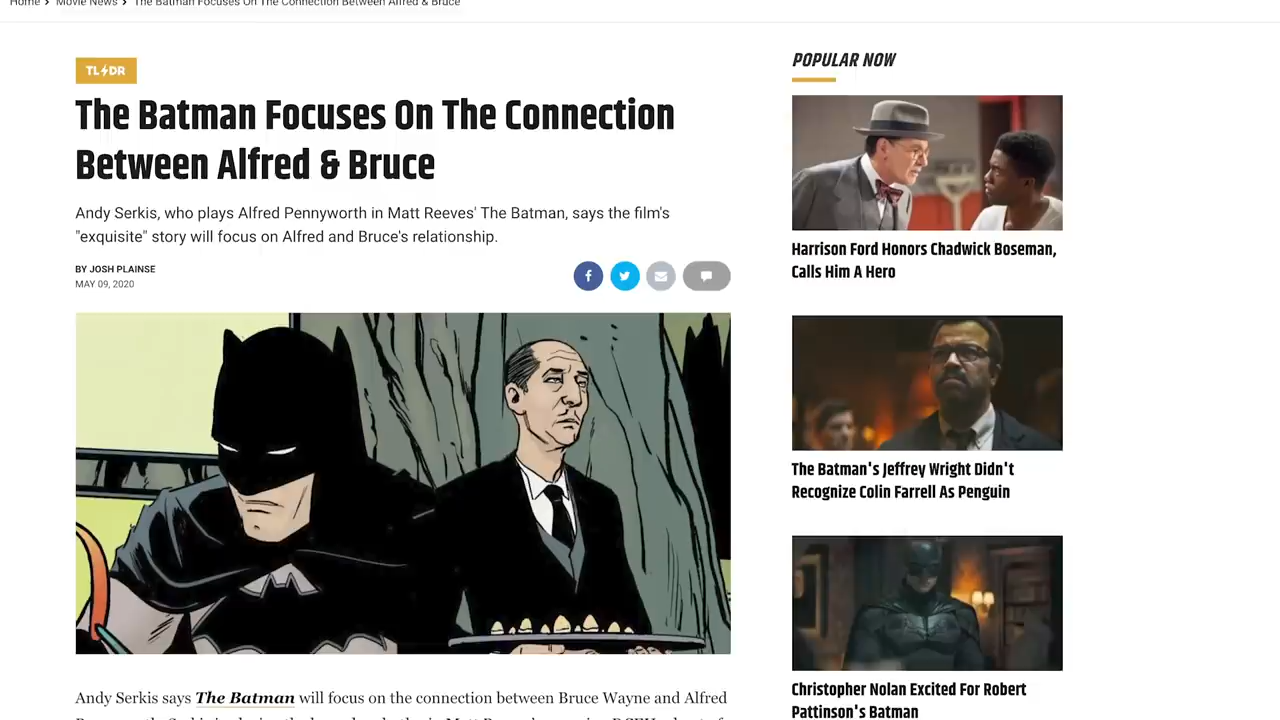 Home > Movie News > The Batman Focuses On The Connection Between Alfred & Bruce
TL DR
The Batman Focuses On The Connection
Between Alfred & Bruce
Andy Serkis, who plays Alfred Pennyworth in Matt Reeves' The Batman, says the film's
"exquisite" story will focus on Alfred and Bruce's relationship.
BY JOSH PLAINSE
MAY 09, 2020
Andy Serkis says The Batman will focus on the connection between Bruce Wayne and Alfred
POPULAR NOW
Harrison Ford Honors Chadwick Boseman,
Calls Him A Hero
The Batman's Jeffrey Wright Didn't
Recognize Colin Farrell As Penguin
Christopher Nolan Excited For Robert
Pattinson's Batman